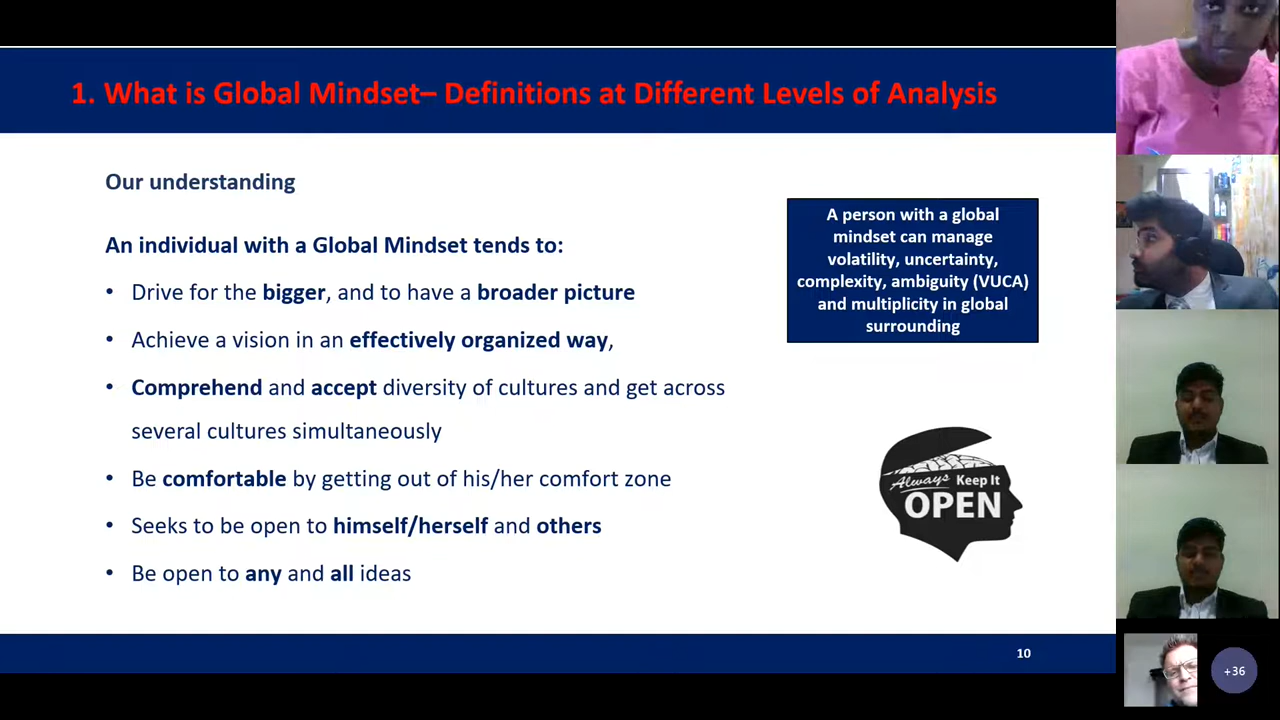 1. What is Global Mindset– Definitions at Different Levels of Analysis
Our understanding
An individual with a Global Mindset tends to:
• Drive for the bigger, and to have a broader picture
• Achieve a vision in an effectively organized way,
• Comprehend and accept diversity of cultures and get across
several cultures simultaneously
• Be comfortable by getting out of his/her comfort zone
• Seeks to be open to himself/herself and others
• Be open to any and all ideas
A person with a global
mindset can manage
volatility, uncertainty,
complexity, ambiguity (VUCA)
and multiplicity in global
surrounding
Always Keep It
OPEN
10
+36